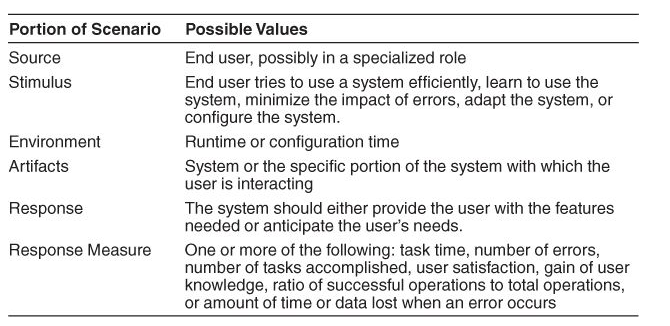 Portion of Scenario Possible Values
Source End user, possibly in a specialized role
Stimulus End user tries to use a system efficiently, learn to use the
system, minimize the impact of errors, adapt the system, or
configure the system.
Environment Runtime or configuration time
Artifacts System or the specific portion of the system with which the
user is interacting
Response The system should either provide the user with the features
needed or anticipate the user’s needs.
Response Measure One or more of the following: task time, number of errors,
number of tasks accomplished, user satisfaction, gain of user
knowledge, ratio of successful operations to total operations,
or amount of time or data lost when an error occurs